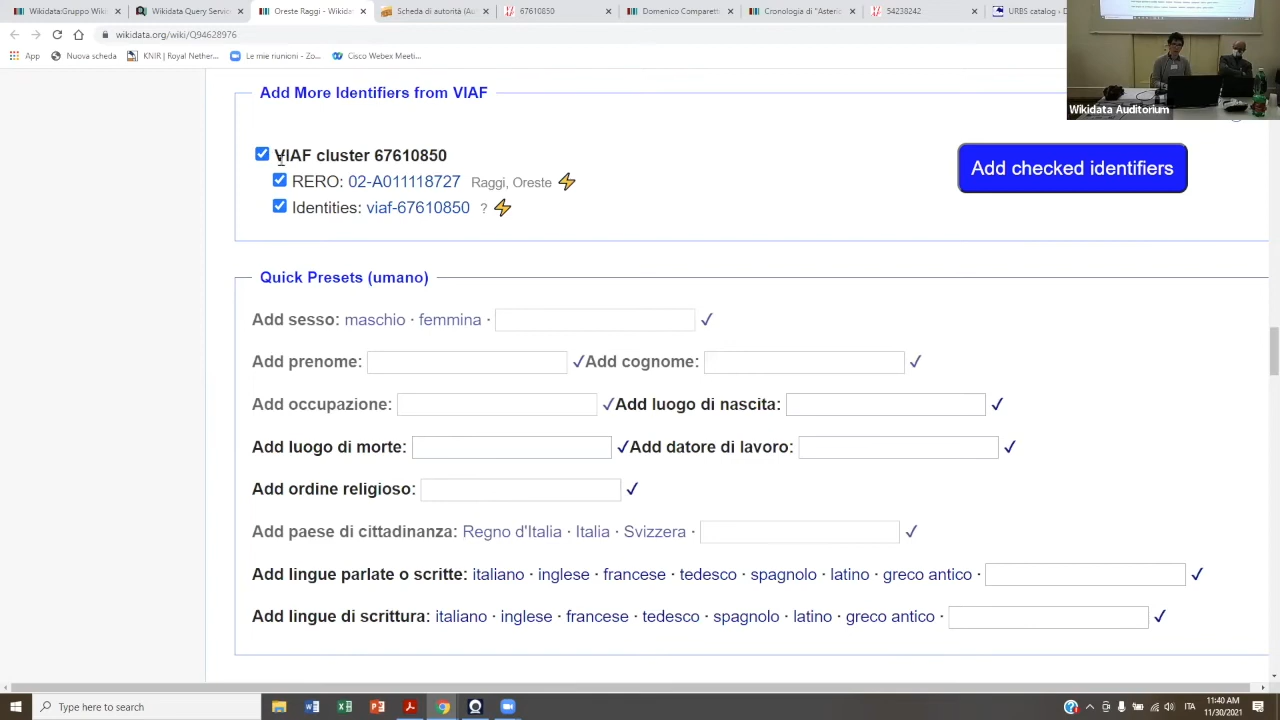 Wikidata:Gruppo Wiki
Wikidata Query Service
Oreste Raggi - Wikidat
Scheda di autorità (Au
67610850
Domenico Comparetti
"Antologia di "Aster
URBS catalog
wikidata.org/wiki/
4628976
App
Nuova scheda
KNIR | Royal Nether...
Le mie riunioni - Zo...
Cisco Webex Meeti...
Wikidata Auditorium
Add More Identifiers from VIAF
VIAF cluster 67610850
Add checked identifiers
RERO: 02-A011118727 Raggi, Oreste
Identities: viaf-67610850 ?
Quick Presets (umano)
Add sesso: maschio · femmina ·
Add prenome: Add cognome:
Add occupazione: Add luogo di nascita:
Add luogo di morte: Add datore di lavoro:
Add ordine religioso:
Add paese di cittadinanza: Regno d'Italia · Italia · Svizzera ·
Add lingue parlate o scritte: italiano · inglese · francese · tedesco · spagnolo · latino · greco antico ·
Add lingue di scrittura: italiano · inglese · francese · tedesco · spagnolo · latino · greco antico ·
Type here to search
ITA
11:40 AM
11/30/2021